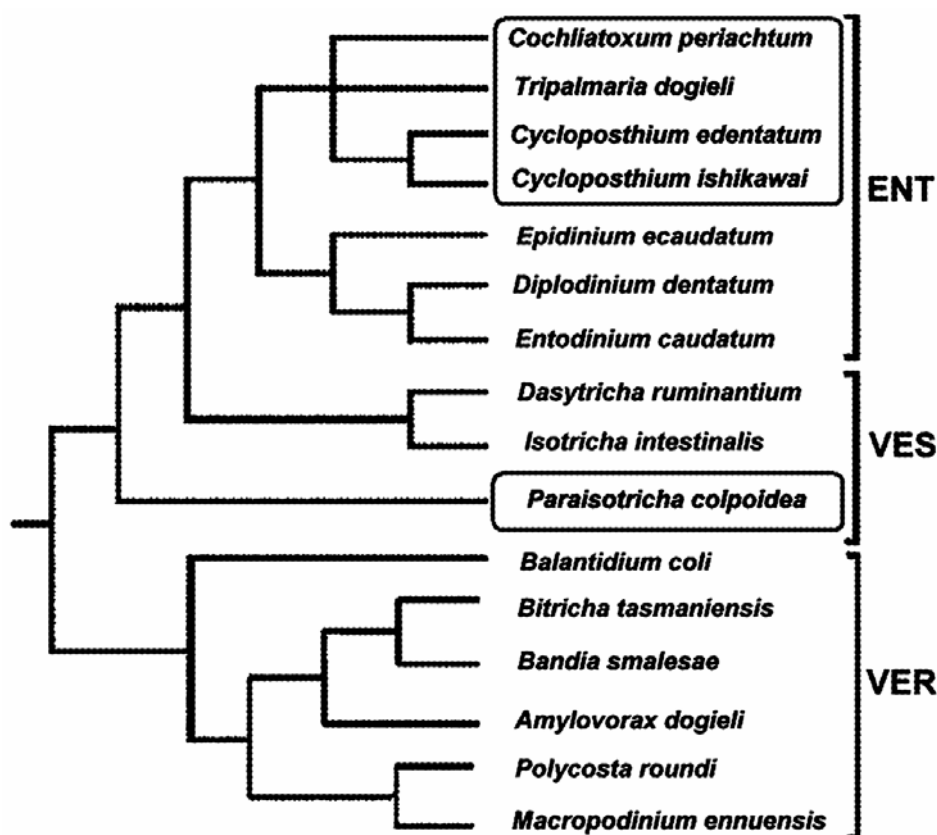 Cochliatoxum periachtum
Tripalmaria dogieli
Cycloposthium edentatum
Cycloposthium ishikawai
ENT
Epidinium ecaudatum
Diplodinium dentatum
Entodinium caudatum
Dasytricha ruminantium
Isotricha intestinalis
VES
Paraisotricha colpoidea
Balantidium coli
Bitricha tasmaniensis
Bandia smalesae
VER
Amylovorax dogieli
Polycosta roundi
Macropodinium ennuensis